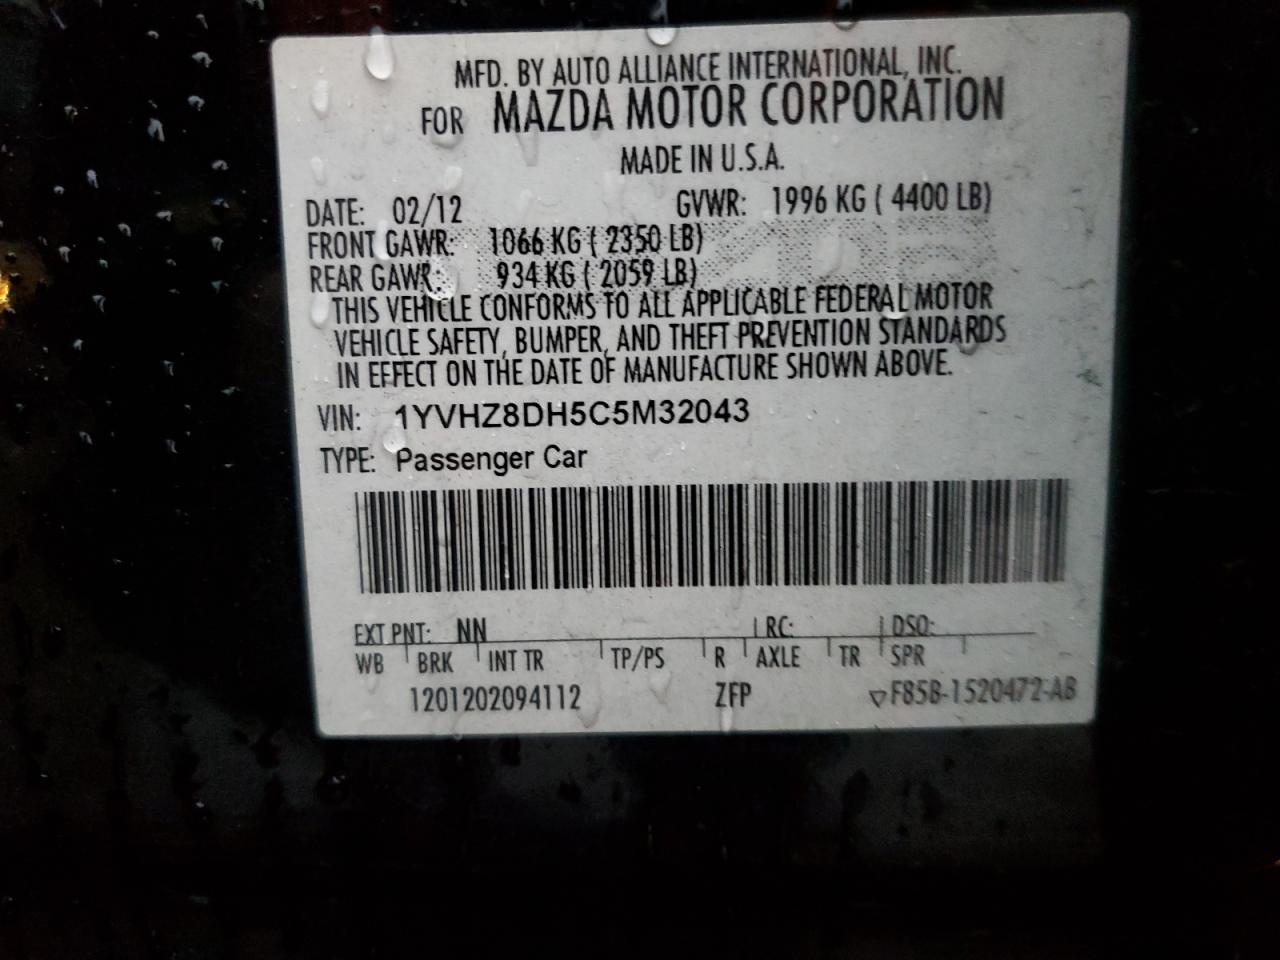 MFD. BY AUTO ALLIANCE INTERNATIONAL, INC.
FOR MAZDA MOTOR CORPORATION
MADE IN U.S.A.
DATE: 02/12 GVWR: 1996 KG ( 4400 LB)
FRONT GAWR: 1066 KG ( 2350 LB)
REAR GAWR: 934 KG ( 2059 LB)
THIS VEHICLE CONFORMS TO ALL APPLICABLE FEDERAL MOTOR
VEHICLE SAFETY, BUMPER, AND THEFT PREVENTION STANDARDS
IN EFFECT ON THE DATE OF MANUFACTURE SHOWN ABOVE.
VIN: 1YVHZ8DH5C5M32043
TYPE: Passenger Car
EXT PNT: NN RC: DSO:
WB BRK INT TR TP/PS R AXLE TR SPR
1201202094112 ZFP ▽F85B-1520472-AB